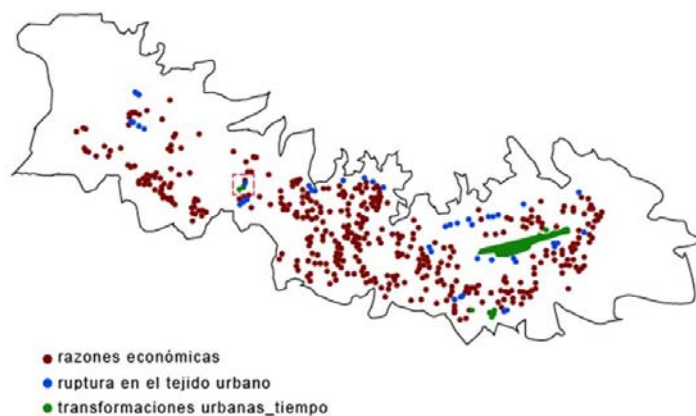 razones económicas
ruptura en el tejido urbano
transformaciones urbanas_tiempo